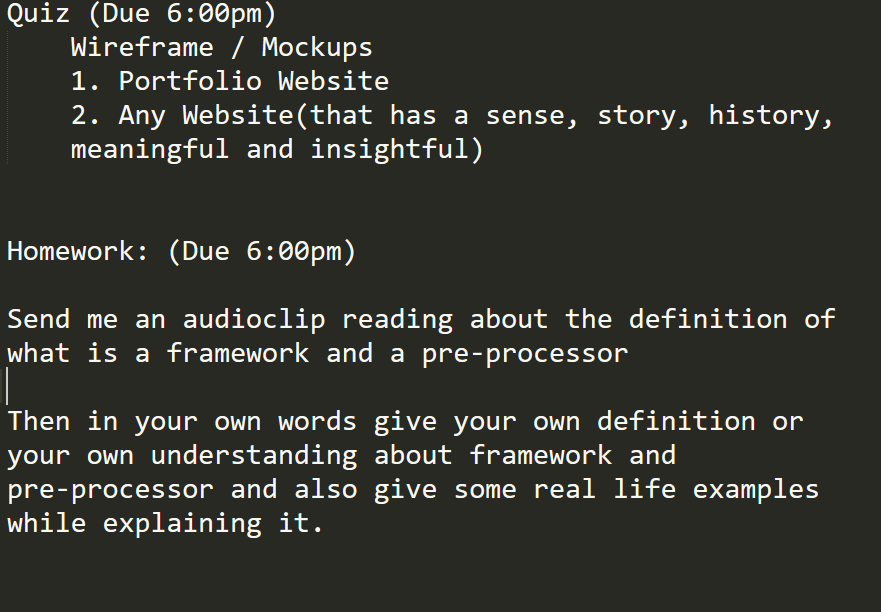 Quiz (Due 6:00pm)
Wireframe / Mockups
1. Portfolio Website
2. Any Website(that has a sense, story, history,
meaningful and insightful)
Homework: (Due 6:00pm)
Send me an audioclip reading about the definition of
what is a framework and a pre-processor
Then in your own words give your own definition or
your own understanding about framework and
pre-processor and also give some real life examples
while explaining it.